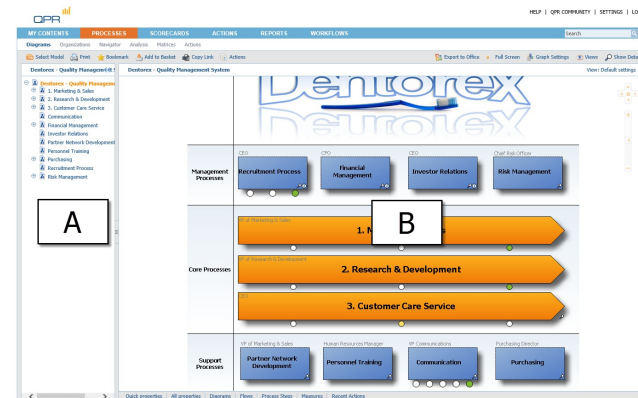 HELP | QPR COMMUNITY | SETTINGS | LO
QPR
MY CONTENTS PROCESSES SCORECARDS ACTIONS REPORTS WORKFLOWS Search
Diagrams Organizations Navigator Analysis Matrices Actions
Select Model Print Bookmark Add to Basket Copy Link Actions Export to Office Full Screen Graph Settings Views Show Deta
Dentorex - Quality Management S Dentorex - Quality Management System View: Default settings
Dentorex - Quality Managem
1. Marketing & Sales
2. Research & Development
3. Customer Care Service
Communication
Financial Management
Investor Relations
Partner Network Development
Personnel Training
Purchasing
Recruitment Process
Risk Management
A
Dentorex
Management Processes
CEO
Recruitment Process
CFO
Financial Management
CEO
Investor Relations
Chief Risk Officer
Risk Management
B
Core Processes
VP of Marketing & Sales
1. M
VP of Research & Development
2. Research & Development
CEO
3. Customer Care Service
Support Processes
VP of Marketing & Sales
Partner Network Development
Human Resources Manager
Personnel Training
VP Communications
Communication
Purchasing Director
Purchasing
Quick properties | All properties | Diagrams | Flows | Process Steps | Measures | Recent Actions